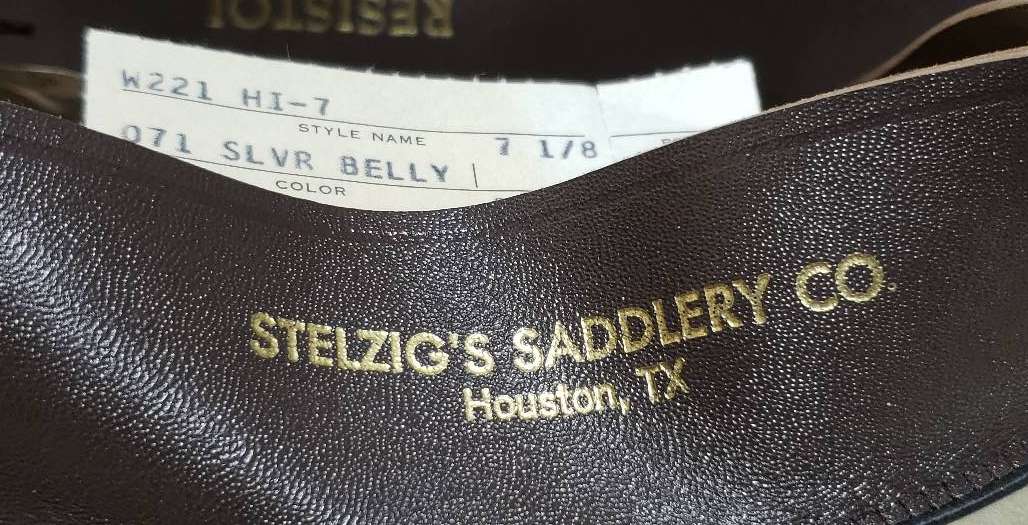 RESISTOL
W221 HI-7
STYLE NAME
071 SLVR BELLY 7 1/8
COLOR
STELZIG'S SADDLERY CO.
Houston, TX